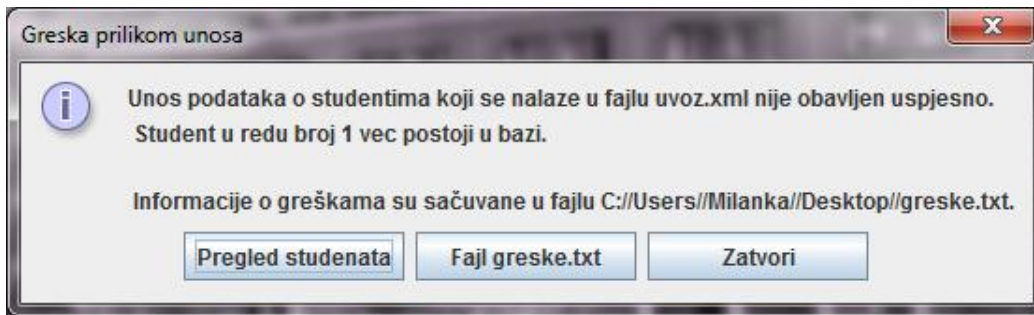 Greska prilikom unosa
Unos podataka o studentima koji se nalaze u fajlu uvoz.xml nije obavljen uspjesno.
Student u redu broj 1 vec postoji u bazi.
Informacije o greškama su sačuvane u fajlu C://Users//Milanka//Desktop//greske.txt.
Pregled studenata Fajl greske.txt Zatvori